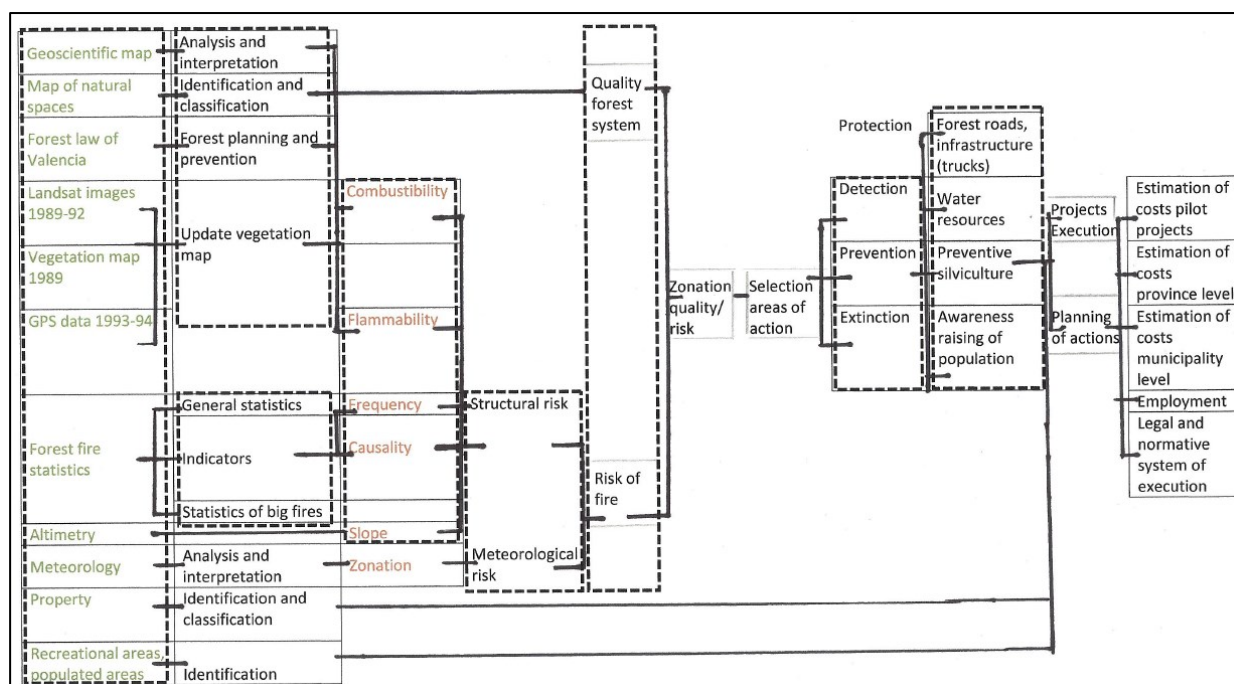 Geoscientific map
Map of natural
spaces
Forest law of
Valencia
Landsat images
1989-92
Vegetation map
1989
GPS data 1993-94
Forest fire
statistics
Altimetry
Meteorology
Property
Recreational areas,
populated areas
Analysis and
interpretation
Identification and
classification
Forest planning and
prevention
Update vegetation
map
General statistics
Indicators
Statistics of big fires
Analysis and
interpretation
Identification and
classification
Identification
Combustibility
Flammability
Frequency
Causality
Slope
Zonation
Structural risk
Meteorological
risk
Quality
forest
system
Risk of
fire
Zonation
quality/
risk
Selection
areas of
action
Protection
Detection
Prevention
Extinction
Forest roads,
infrastructure
(trucks)
Water
resources
Preventive
silviculture
Awareness
raising of
population
Projects
Execution
Planning
of actions
Estimation of
costs pilot
projects
Estimation of
costs
province level
Estimation of
costs
municipality
level
Employment
Legal and
normative
system of
execution